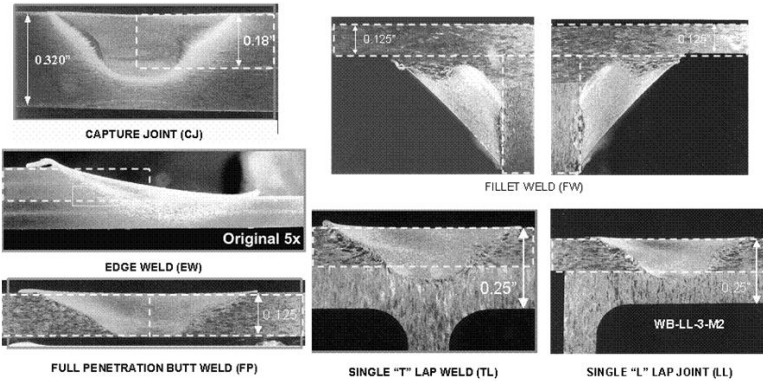 0.320"
0.18"
CAPTURE JOINT (CJ)
Original 5x
EDGE WELD (EW)
0.125
FULL PENETRATION BUTT WELD (FP)
0.125"
0.125"
FILLET WELD (FW)
0.25"
SINGLE “T” LAP WELD (TL)
0.25"
WB-LL-3-M2
SINGLE “L” LAP JOINT (LL)